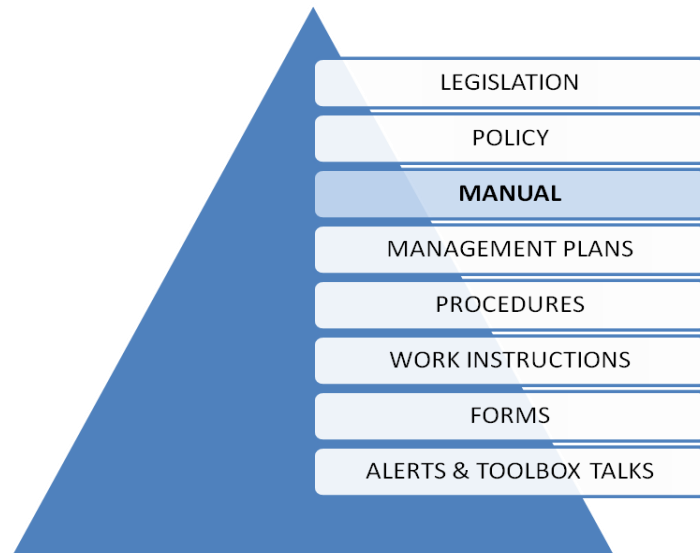 LEGISLATION
POLICY
MANUAL
MANAGEMENT PLANS
PROCEDURES
WORK INSTRUCTIONS
FORMS
ALERTS & TOOLBOX TALKS